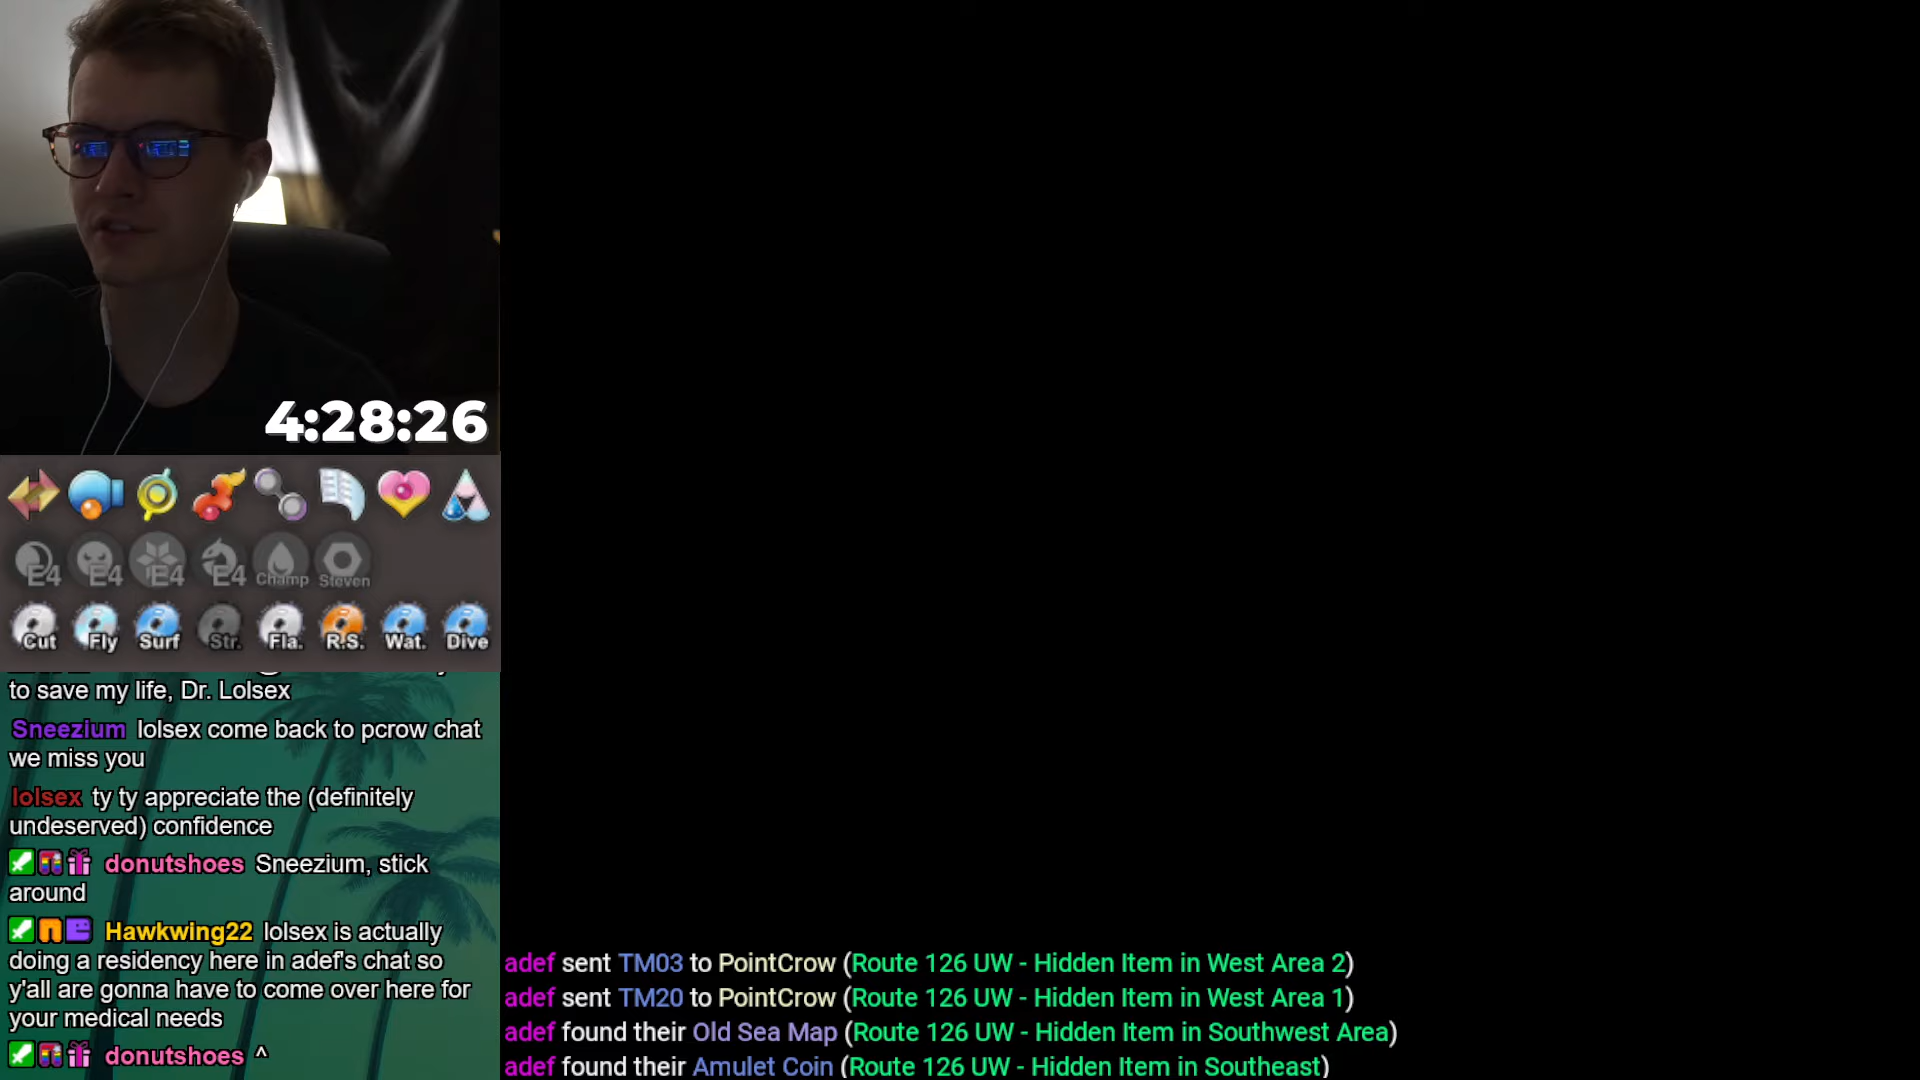 4:28:26
E4 E4 E4 E4 Champ Steven
Cut Fly Surf Str. Fla. R.S. Wat. Dive
to save my life, Dr. Lolsex
Sneezium lolsex come back to pcrow chat
we miss you
lolsex ty ty appreciate the (definitely
undeserved) confidence
donutshoes Sneezium, stick
around
Hawkwing22 lolsex is actually
doing a residency here in adef's chat so
y'all are gonna have to come over here for
your medical needs
donutshoes ^
adef sent TM03 to PointCrow (Route 126 UW - Hidden Item in West Area 2)
adef sent TM20 to PointCrow (Route 126 UW - Hidden Item in West Area 1)
adef found their Old Sea Map (Route 126 UW - Hidden Item in Southwest Area)
adef found their Amulet Coin (Route 126 UW - Hidden Item in Southeast)